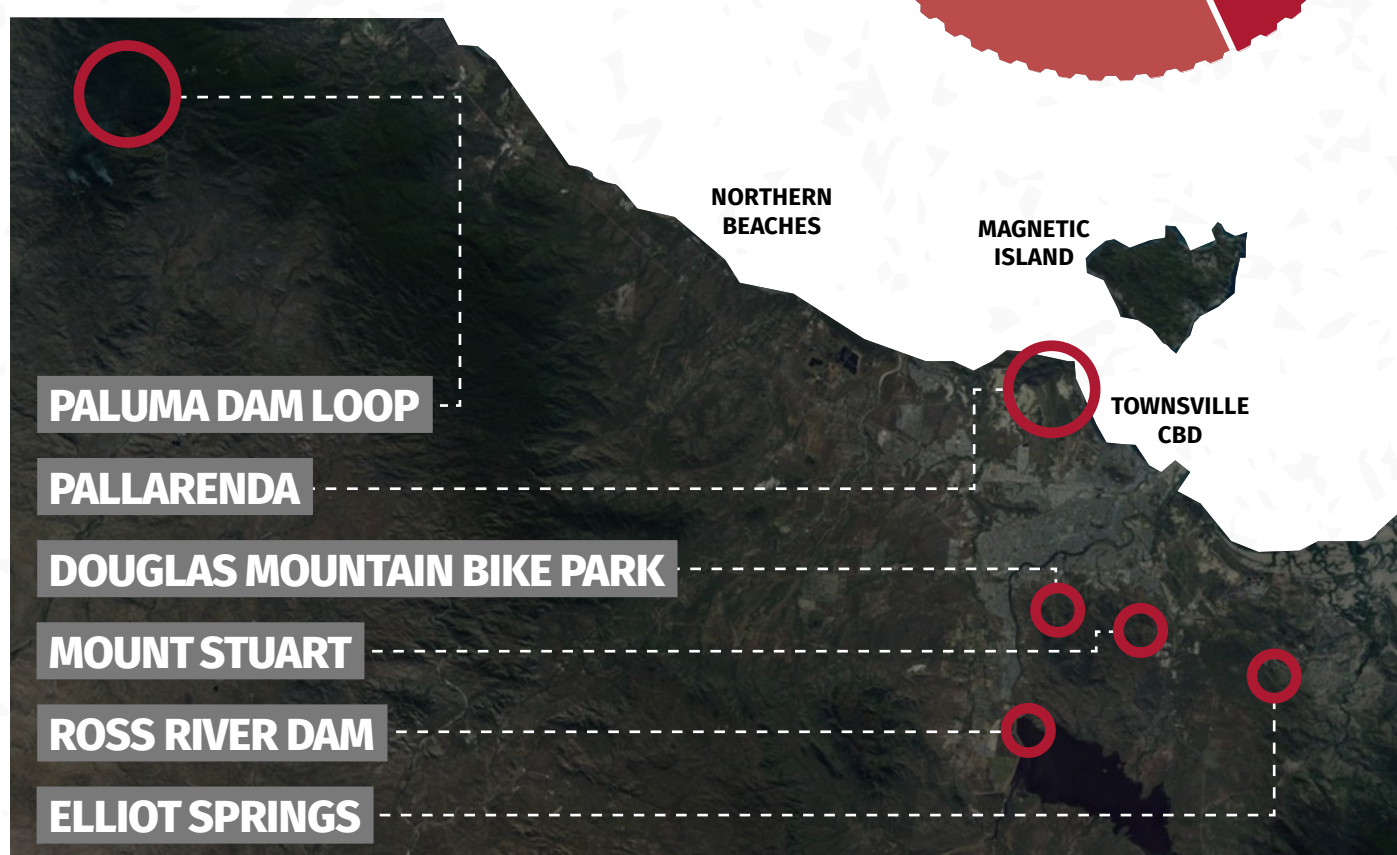 NORTHERN
BEACHES
MAGNETIC
ISLAND
PALUMA DAM LOOP
TOWNSVILLE
CBD
PALLARENDA
DOUGLAS MOUNTAIN BIKE PARK
MOUNT STUART
ROSS RIVER DAM
ELLIOT SPRINGS